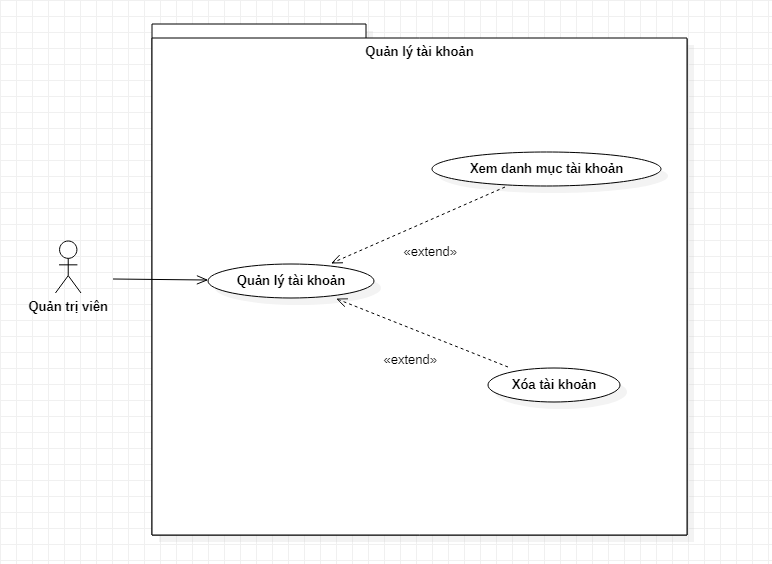 Quản lý tài khoản
Xem danh mục tài khoản
«extend»
Quản lý tài khoản
Quản trị viên
«extend»
Xóa tài khoản